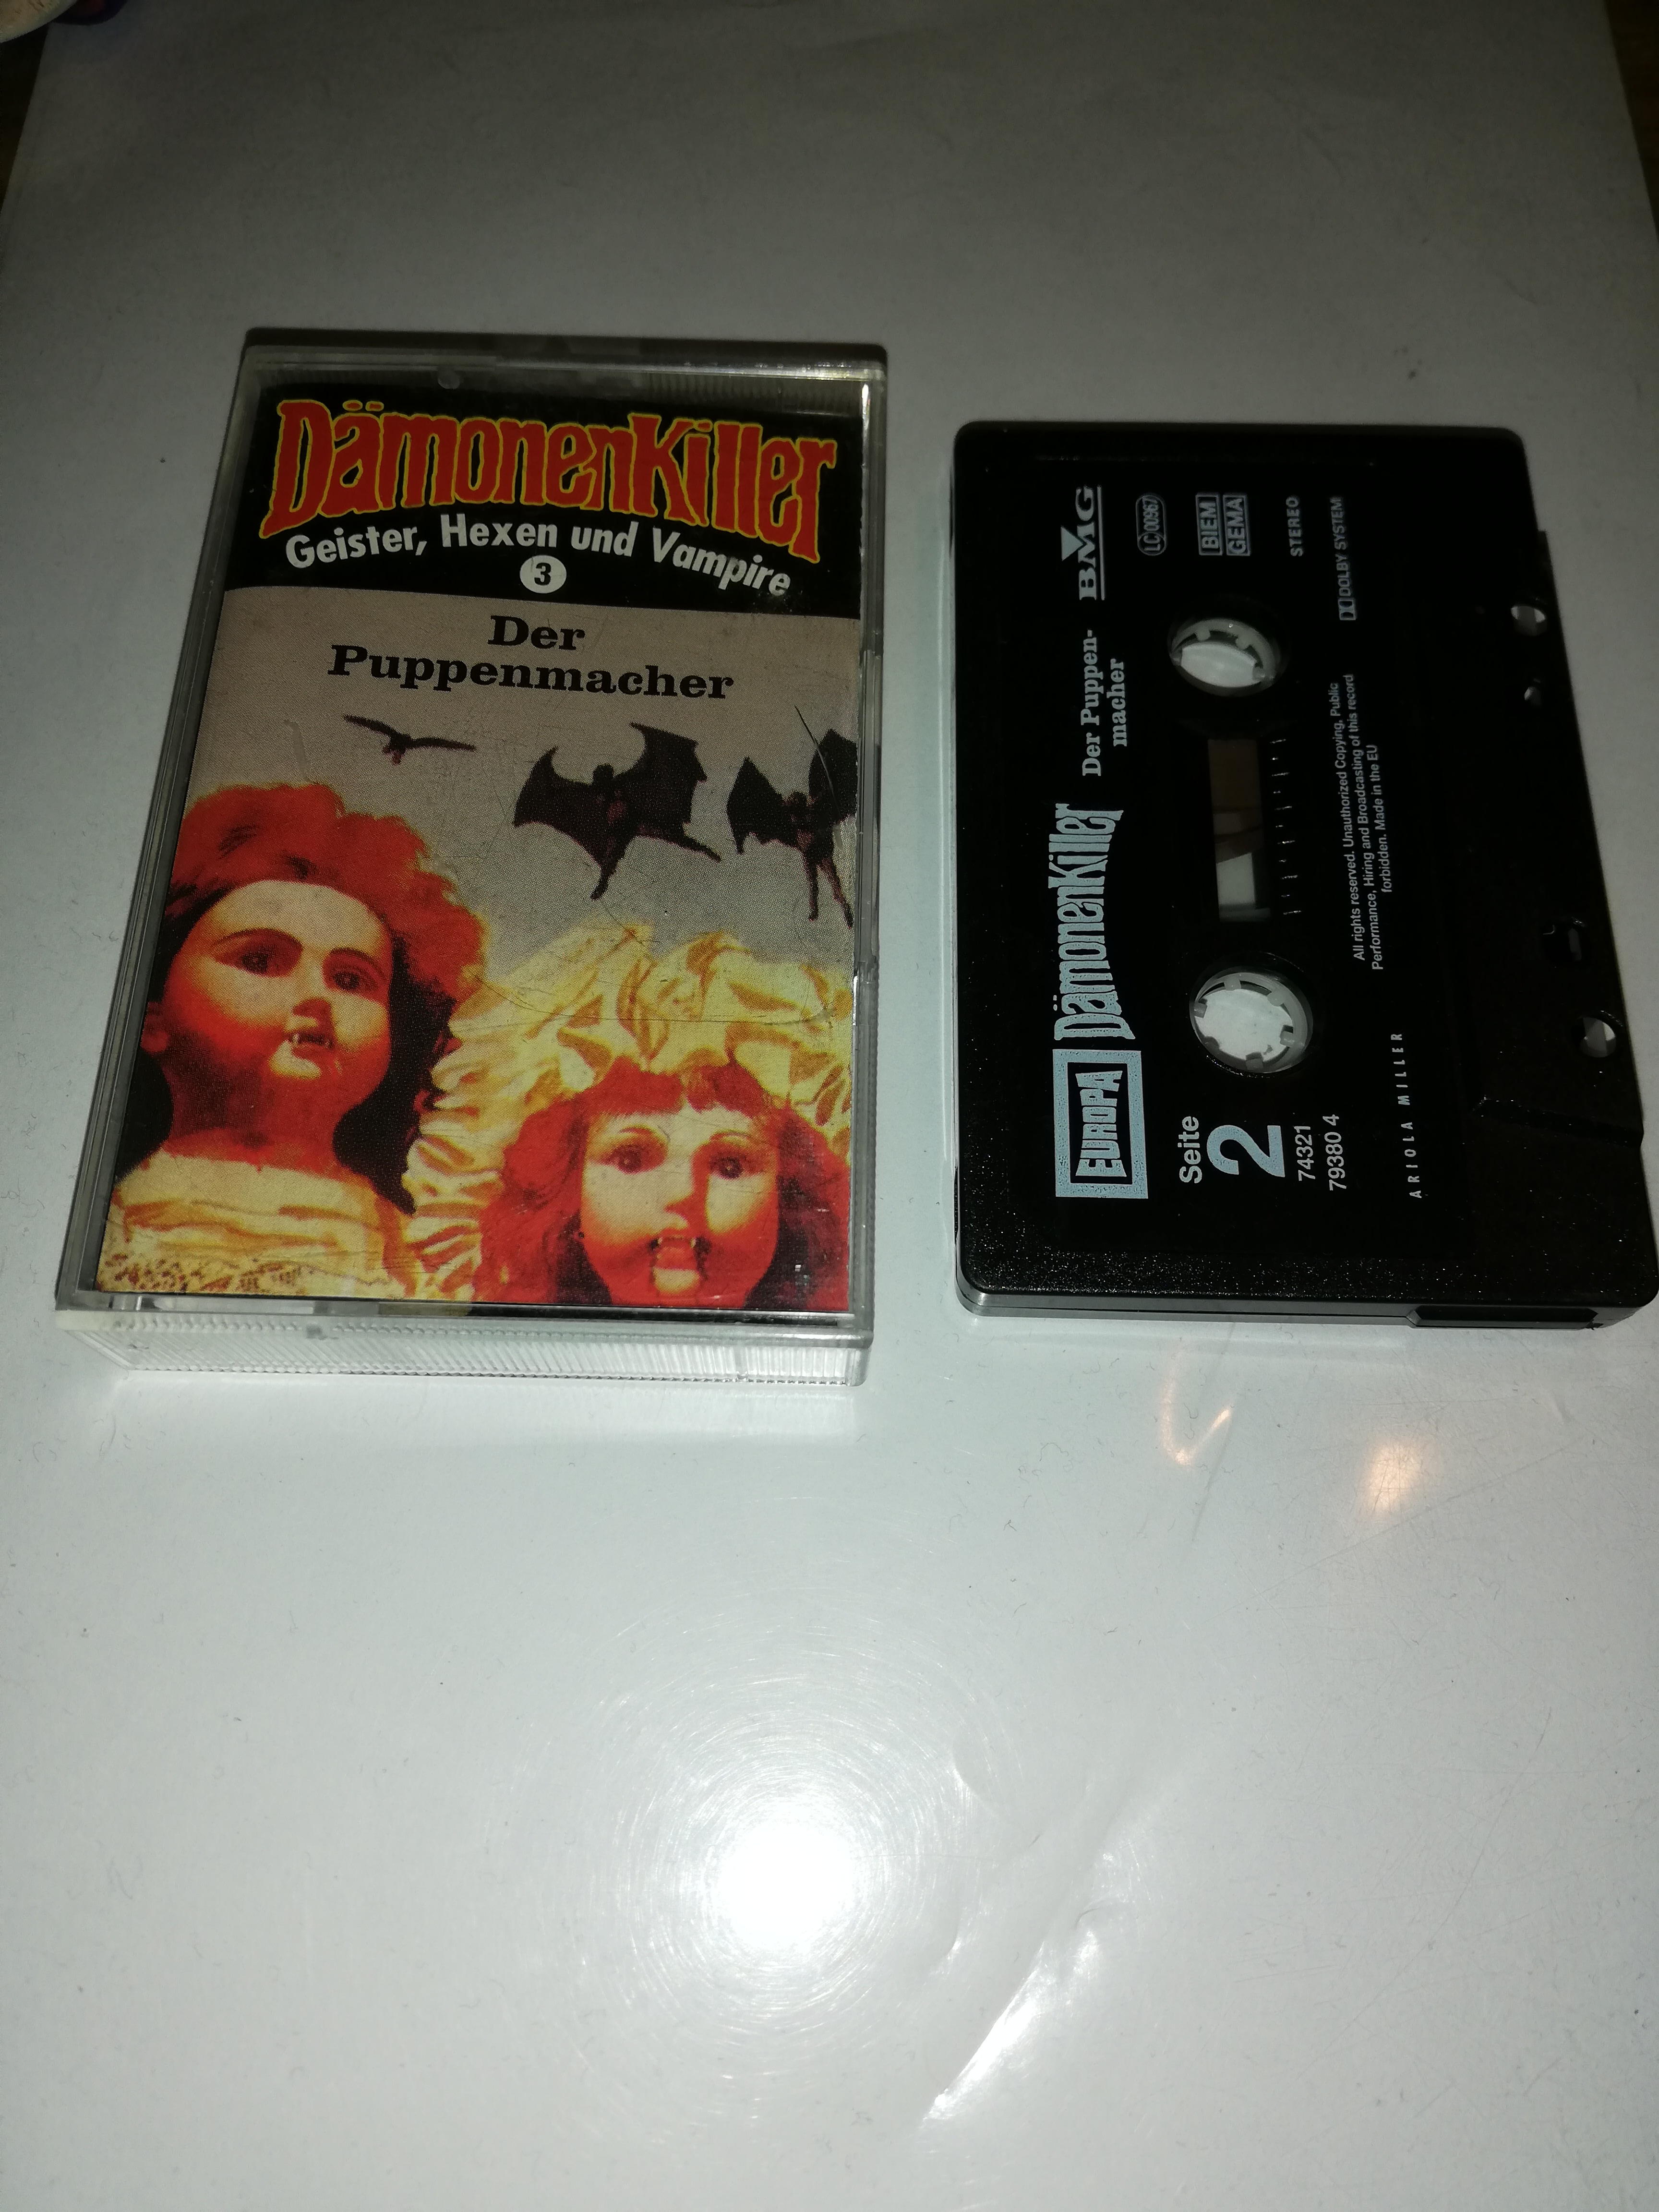 DämonenKiller
Geister, Hexen und Vampire
3
Der
Puppenmacher
EUROPA
DämonenKiller
Der Puppen-
macher
BMG
LC 00967
BIEM
GEMA
STEREO
DOLBY SYSTEM
Seite
2
74321
79380 4
All rights reserved. Unauthorized Copying, Public
Performance, Hiring and Broadcasting of this record
forbidden. Made in the EU
ARIOLA MILLER